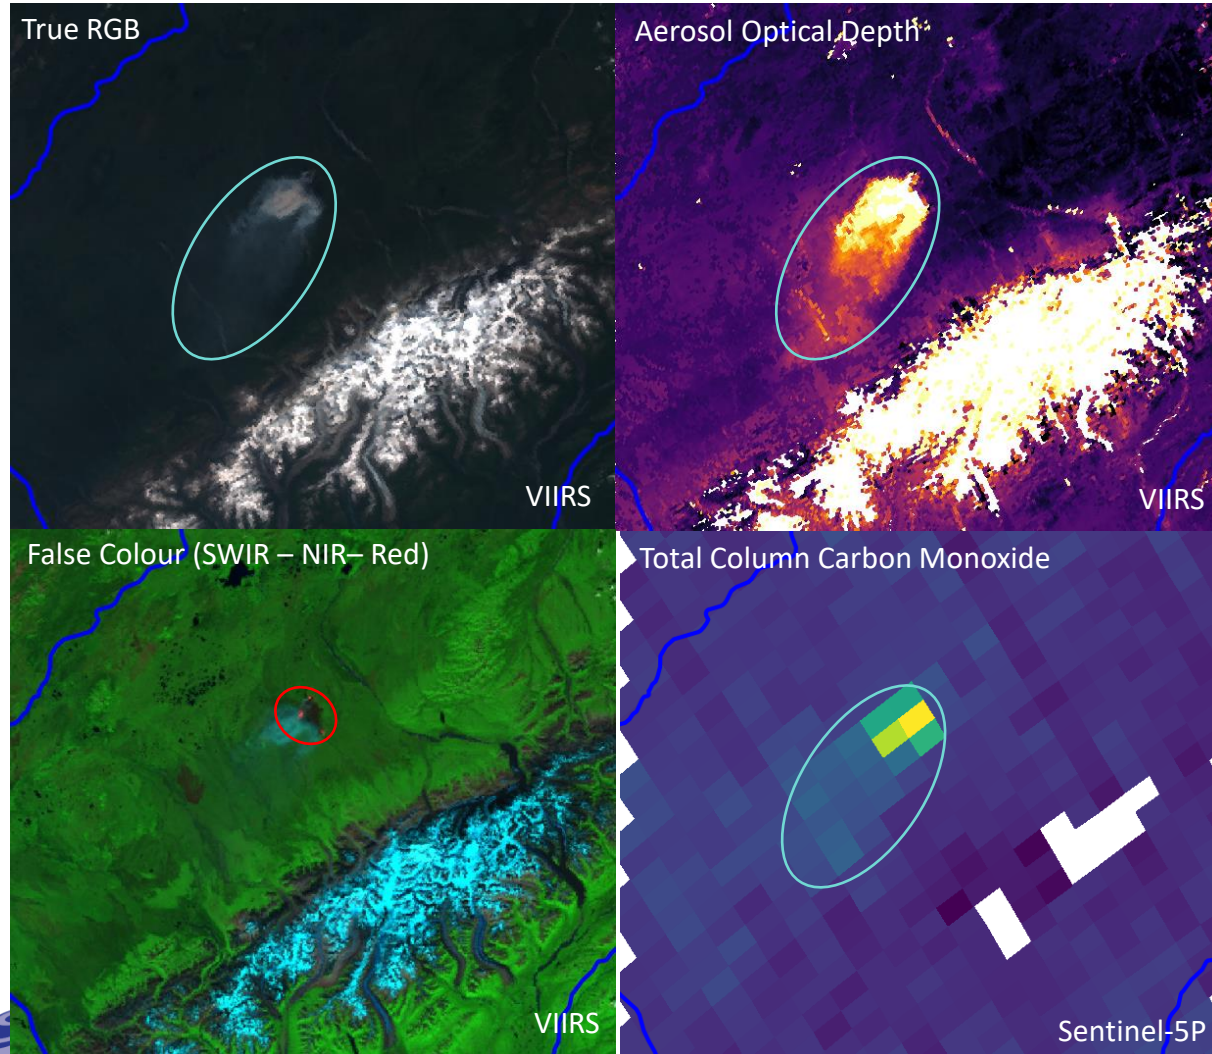 True RGB
Aerosol Optical Depth
VIIRS
VIIRS
False Colour (SWIR – NIR– Red)
Total Column Carbon Monoxide
VIIRS
Sentinel-5P